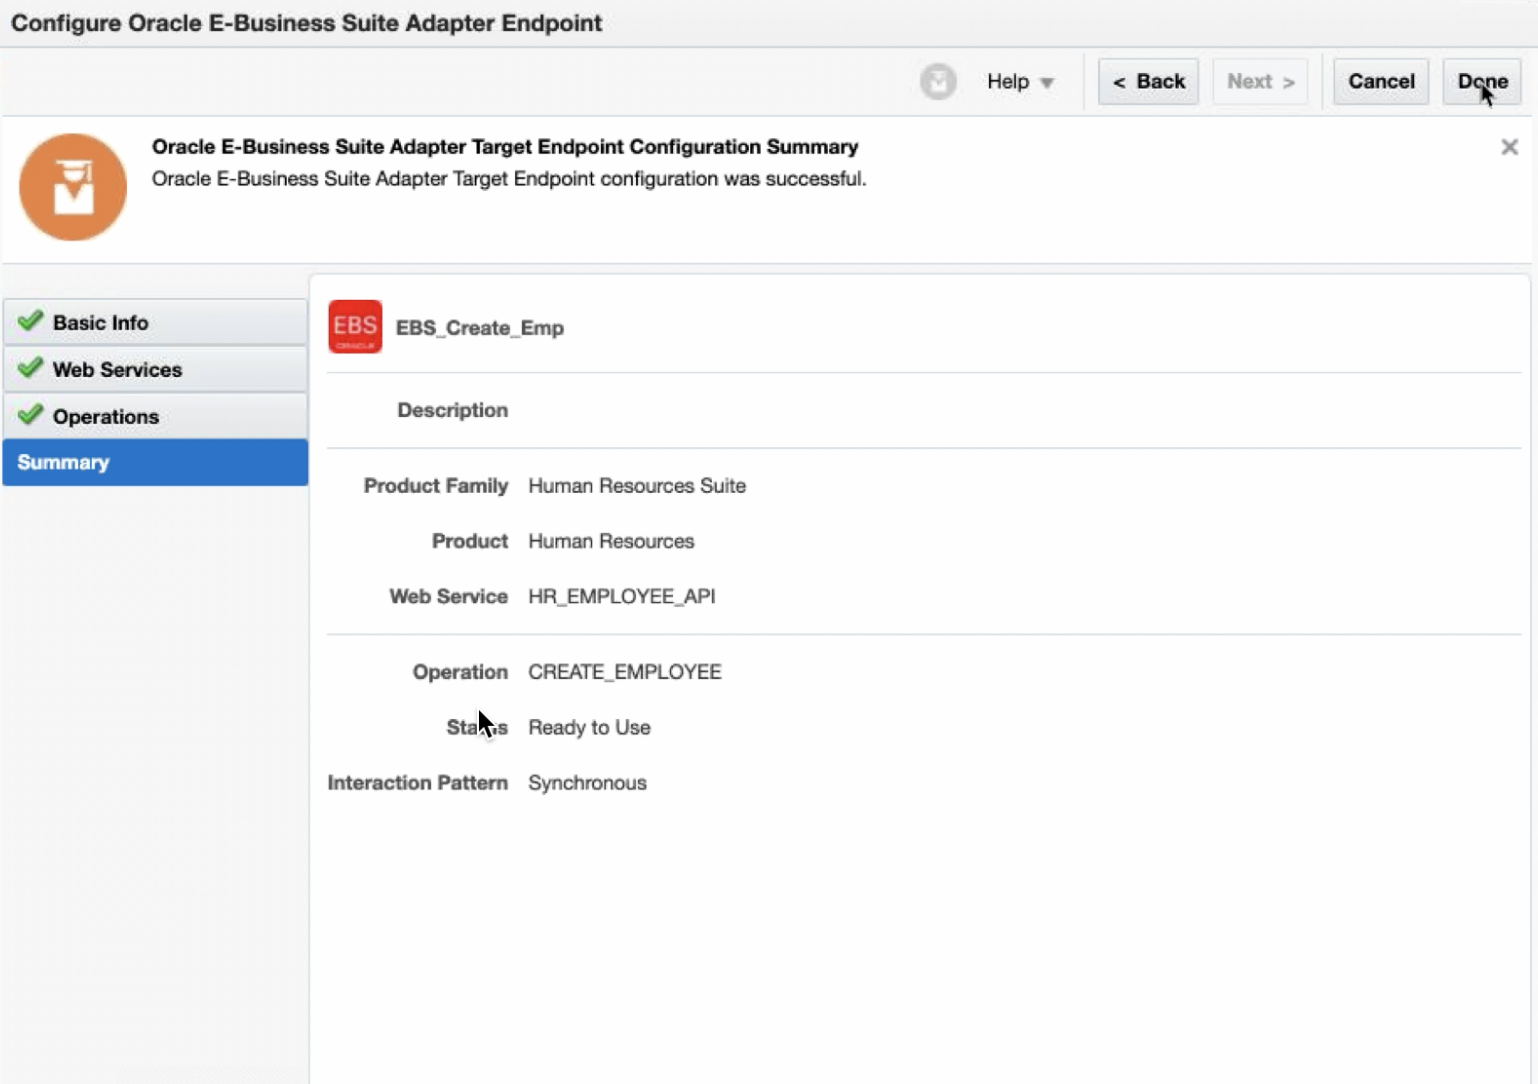 Configure Oracle E-Business Suite Adapter Endpoint
Help
< Back
Next >
Cancel
Done
Oracle E-Business Suite Adapter Target Endpoint Configuration Summary
Oracle E-Business Suite Adapter Target Endpoint configuration was successful.
Basic Info
Web Services
Operations
Summary
EBS
ORACLE
EBS_Create_Emp
Description
Product Family Human Resources Suite
Product Human Resources
Web Service HR_EMPLOYEE_API
Operation CREATE_EMPLOYEE
Status Ready to Use
Interaction Pattern Synchronous